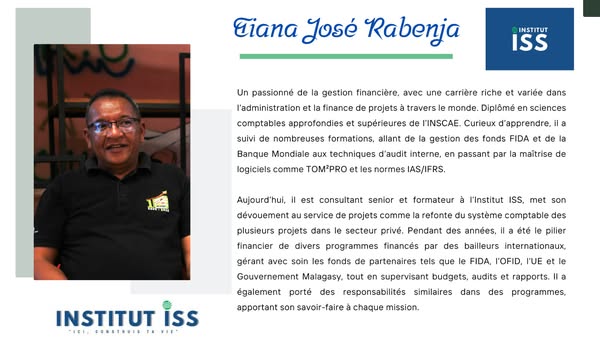 Tiana José Rabenja
INSTITUT
ISS
Un passionné de la gestion financière, avec une carrière riche et variée dans
l'administration et la finance de projets à travers le monde. Diplômé en sciences
comptables approfondies et supérieures de l'INSCAE. Curieux d'apprendre, il a
suivi de nombreuses formations, allant de la gestion des fonds FIDA et de la
Banque Mondiale aux techniques d'audit interne, en passant par la maîtrise de
logiciels comme TOM²PRO et les normes IAS/IFRS.
Aujourd'hui, il est consultant senior et formateur à l'Institut ISS, met son
dévouement au service de projets comme la refonte du système comptable des
plusieurs projets dans le secteur privé. Pendant des années, il a été le pilier
financier de divers programmes financés par des bailleurs internationaux,
gérant avec soin les fonds de partenaires tels que le FIDA, l'OFID, l'UE et le
Gouvernement Malagasy, tout en supervisant budgets, audits et rapports. Il a
également porté des responsabilités similaires dans des programmes,
apportant son savoir-faire à chaque mission.
INSTITUT ISS
"ICI, CONSTRUIS TA VIE"